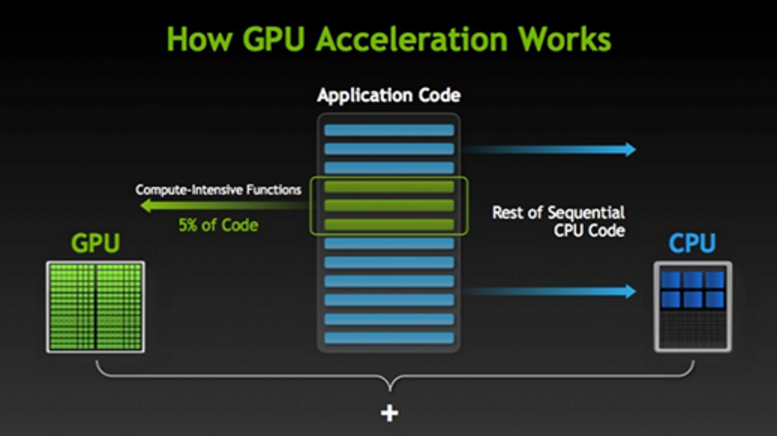 How GPU Acceleration Works
Application Code
Compute-Intensive Functions
5% of Code
Rest of Sequential
CPU Code
GPU
CPU
+